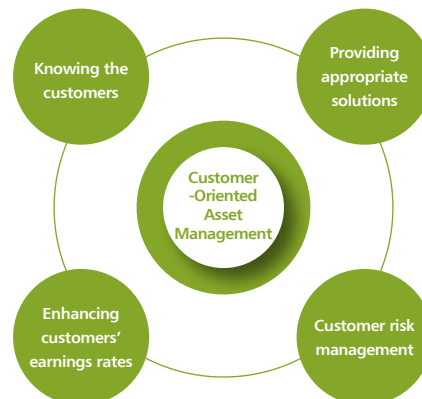 Knowing the
customers
Providing
appropriate
solutions
Customer
-Oriented
Asset
Management
Enhancing
customers’
earnings rates
Customer risk
management